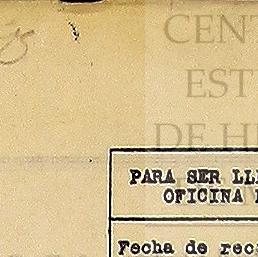 CENT
EST
DE H
PARA SER LL
OFICINA
Fecha de rec